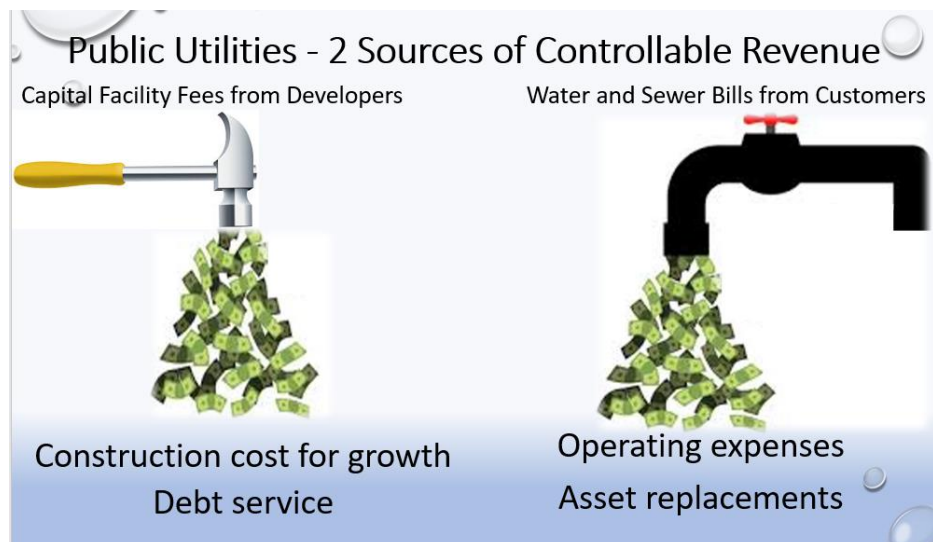 Public Utilities - 2 Sources of Controllable Revenue
Capital Facility Fees from Developers
Water and Sewer Bills from Customers
Construction cost for growth
Debt service
Operating expenses
Asset replacements